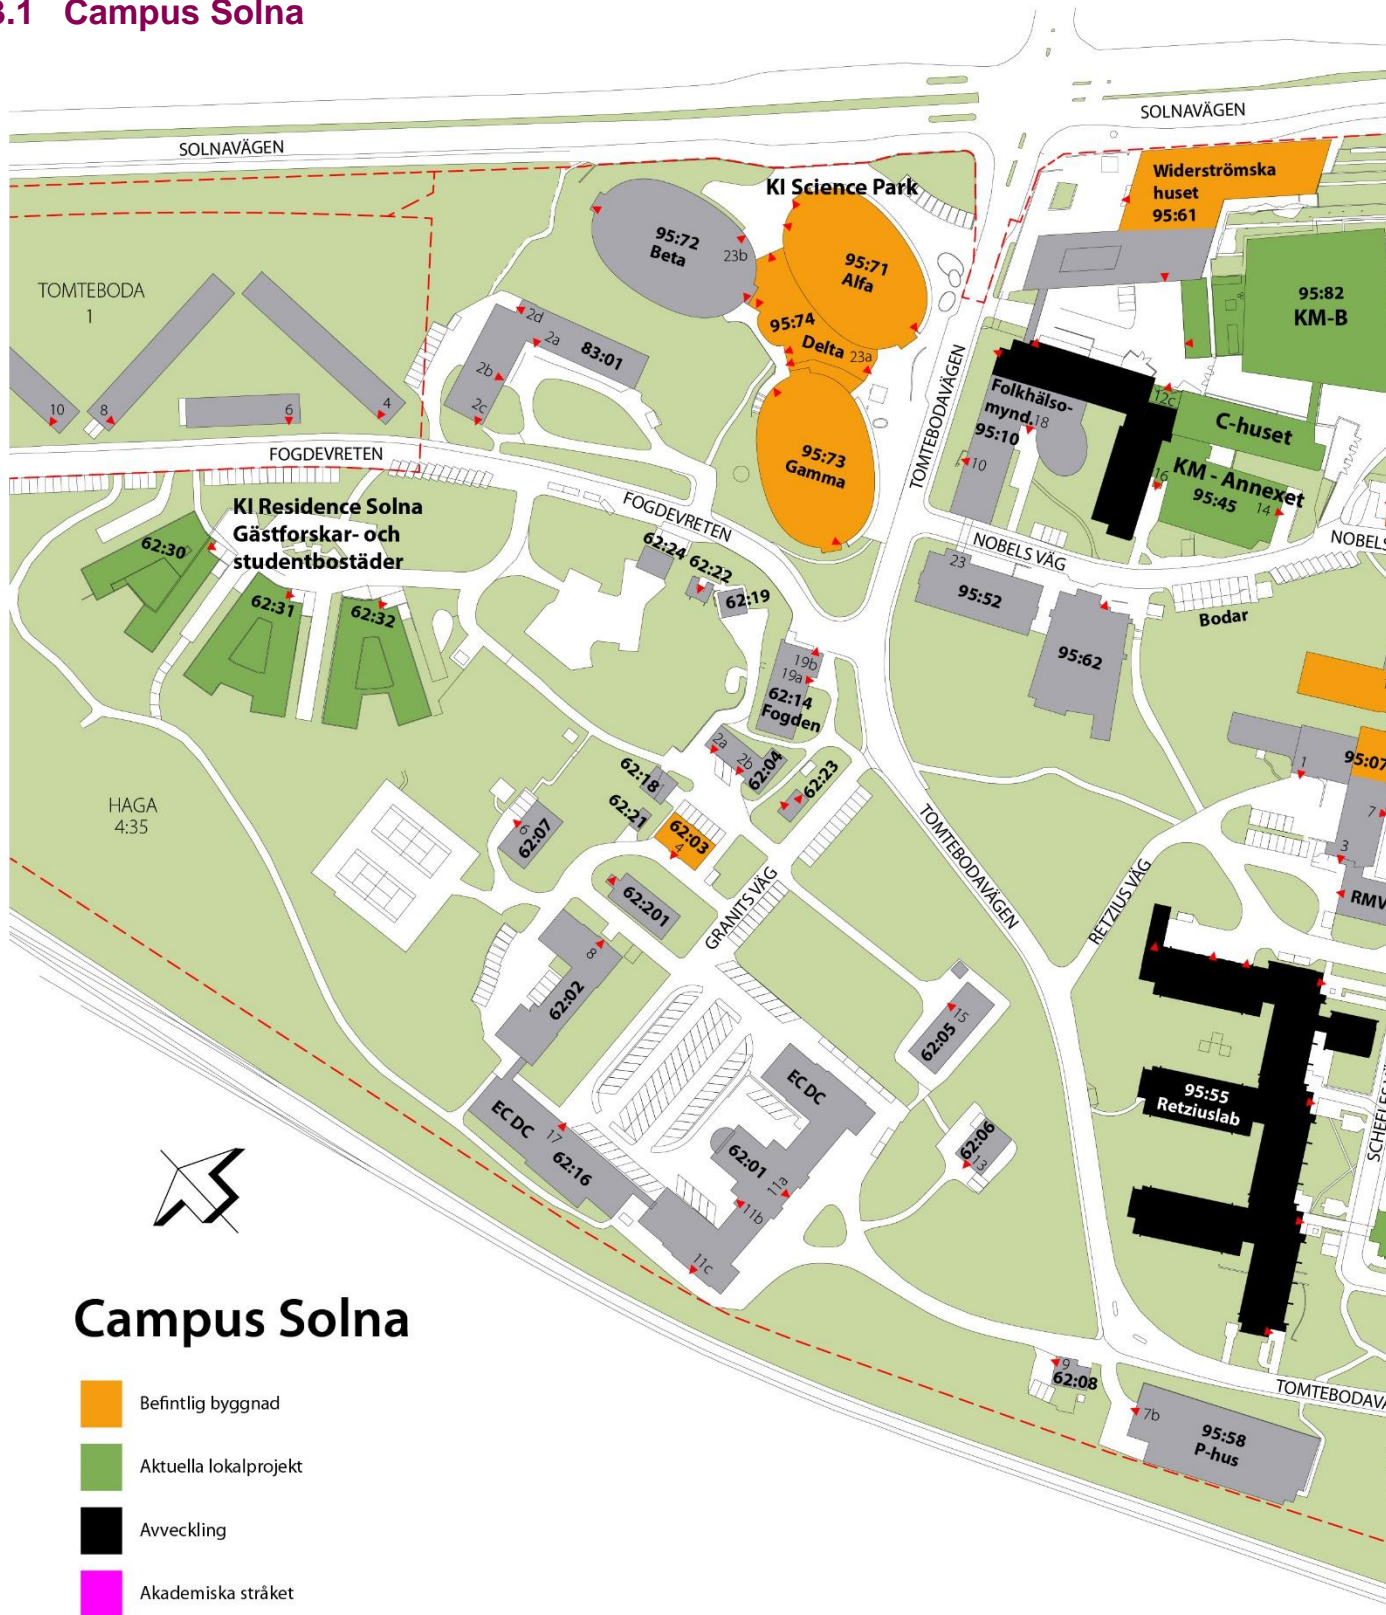 3.1 Campus Solna
SOLNAVÄGEN
SOLNAVÄGEN
KI Science Park
Widerströmska
huset
95:61
95:72
Beta
23b
95:71
Alfa
95:74
Delta
23a
95:73
Gamma
95:82
KM-B
TOMTEBODA
1
2d
2a
83:01
2b
2c
10
8
6
4
FOGDEVRETEN
TOMTEBODAVÄGEN
Folkhälso-
mynd.
18
95:10
10
12c
C-huset
KM - Annexet
95:45
16
14
KI Residence Solna
Gästforskar- och
studentbostäder
62:30
62:31
62:32
FOGDEVRETEN
62:24
62:22
62:19
NOBELS VÄG
NOBELS
23
95:52
95:62
Bodar
19b
19a
62:14
Fogden
2a
2b
62:04
62:23
62:18
62:21
62:03
4
6
62:07
HAGA
4:35
62:201
GRANITS VÄG
TOMTEBODAVÄGEN
RETZIUS VÄG
1
95:07
7
3
RMV
8
62:02
15
62:05
EC DC
EC DC
17
62:16
62:01
11a
11b
11c
62:06
13
95:55
Retziuslab
9
62:08
7b
95:58
P-hus
TOMTEBODAVÄ
Campus Solna
Befintlig byggnad
Aktuella lokalprojekt
Avveckling
Akademiska stråket